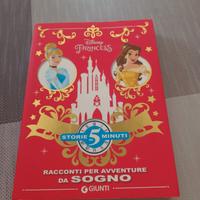 Disney
PRINCESS
STORIE 5 MINUTI
RACCONTI PER AVVENTURE
DA SOGNO
GIUNTI